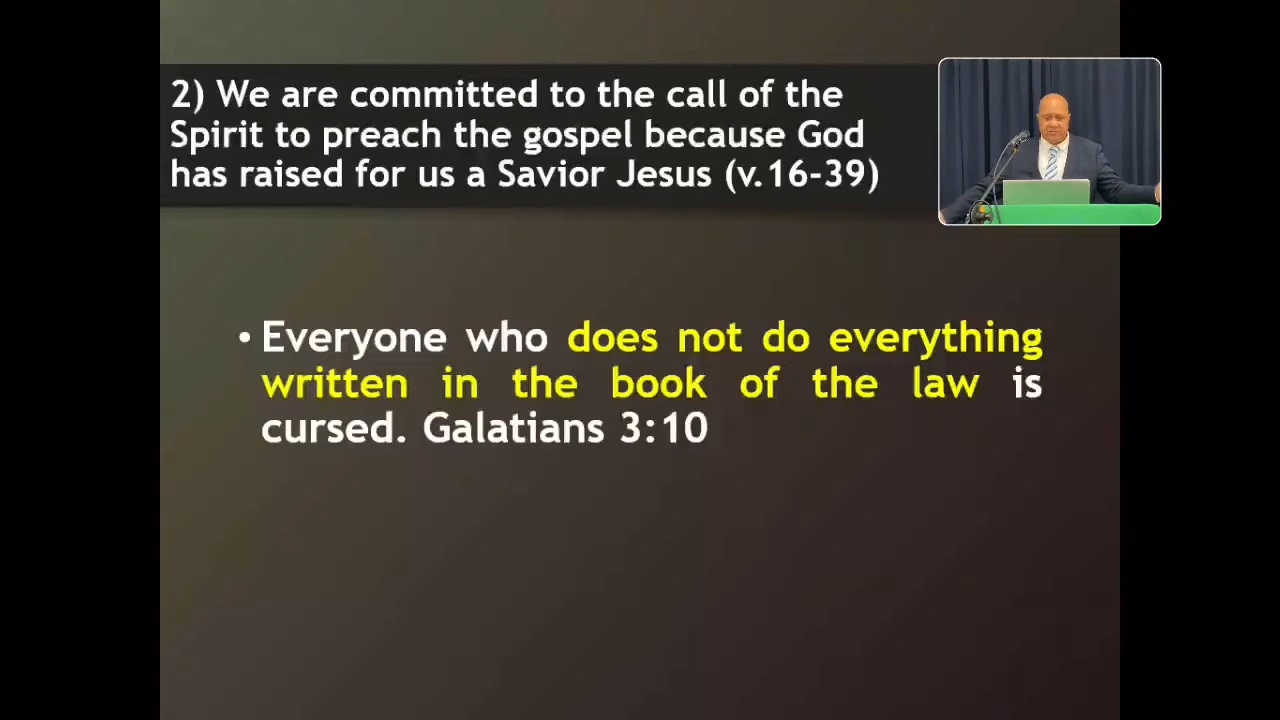 2) We are committed to the call of the
Spirit to preach the gospel because God
has raised for us a Savior Jesus (v.16-39)
• Everyone who does not do everything
written in the book of the law is
cursed. Galatians 3:10